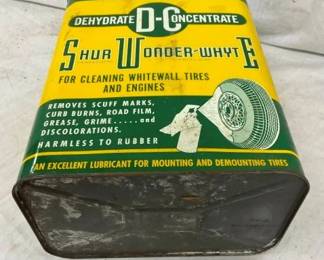 DEHYDRATE D-C CONCENTRATE
SHUR WONDER-WHYTE
FOR CLEANING WHITEWALL TIRES
AND ENGINES
REMOVES SCUFF MARKS,
CURB BURNS, ROAD FILM,
GREASE, GRIME.....and
DISCOLORATIONS.
HARMLESS TO RUBBER
AN EXCELLENT LUBRICANT FOR MOUNTING AND DEMOUNTING TIRES